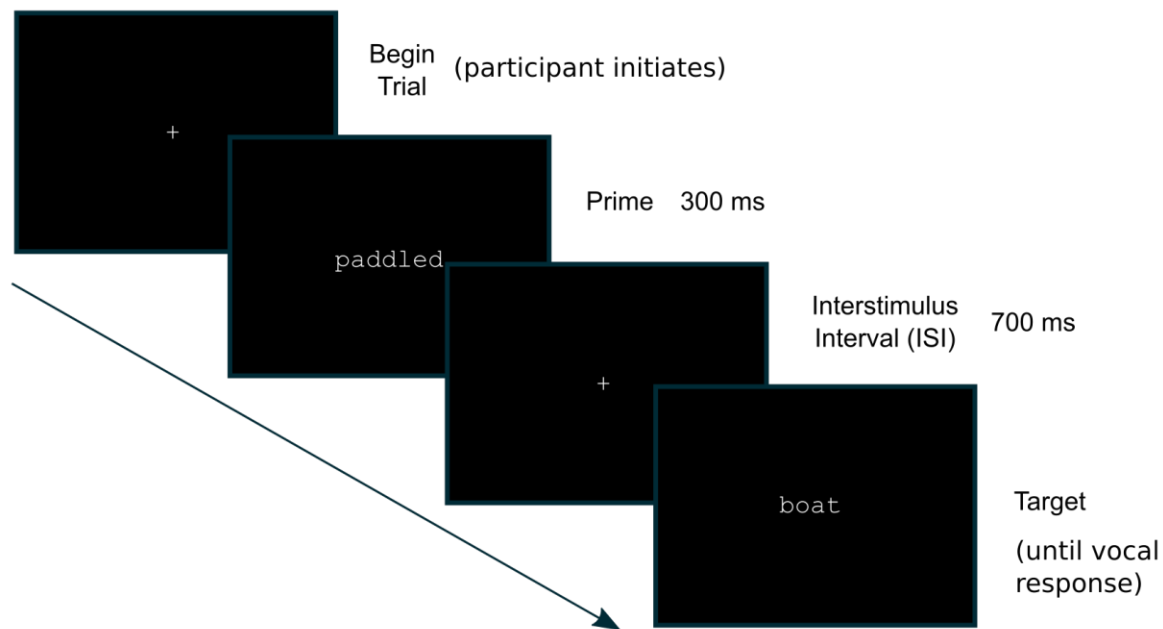 Begin
Trial (participant initiates)
+
paddled
Prime 300 ms
Interstimulus
Interval (ISI) 700 ms
+
boat
Target
(until vocal
response)